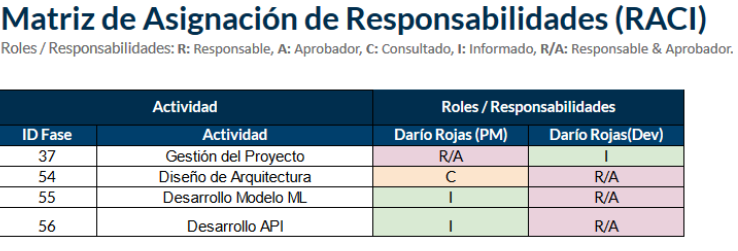 Matriz de Asignación de Responsabilidades (RACI)
Roles / Responsabilidades: R: Responsable, A: Aprobador, C: Consultado, I: Informado, R/A: Responsable & Aprobador.
Actividad Roles / Responsabilidades
ID Fase Actividad Darío Rojas (PM) Darío Rojas(Dev)
37 Gestión del Proyecto R/A I
54 Diseño de Arquitectura C R/A
55 Desarrollo Modelo ML I R/A
56 Desarrollo API I R/A